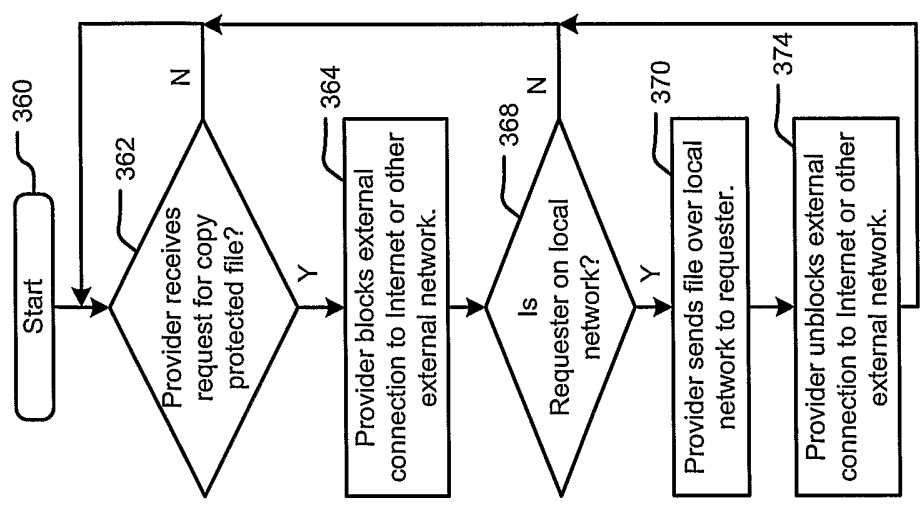 Start
360
Provider receives
request for copy
protected file?
362
N
Y
Provider blocks external
connection to Internet or other
external network.
364
Is
Requester on local
network?
368
N
Y
Provider sends file over local
network to requester.
370
Provider unblocks external
connection to Internet or other
external network.
374